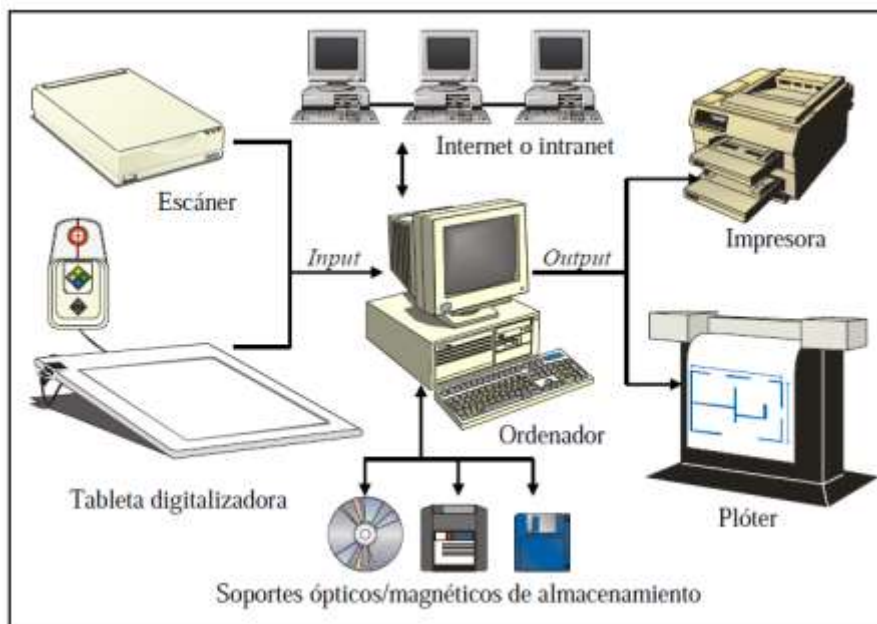 Internet o intranet
Escáner
Impresora
Input
Output
Ordenador
Tableta digitalizadora
Plóter
Soportes ópticos/magnéticos de almacenamiento